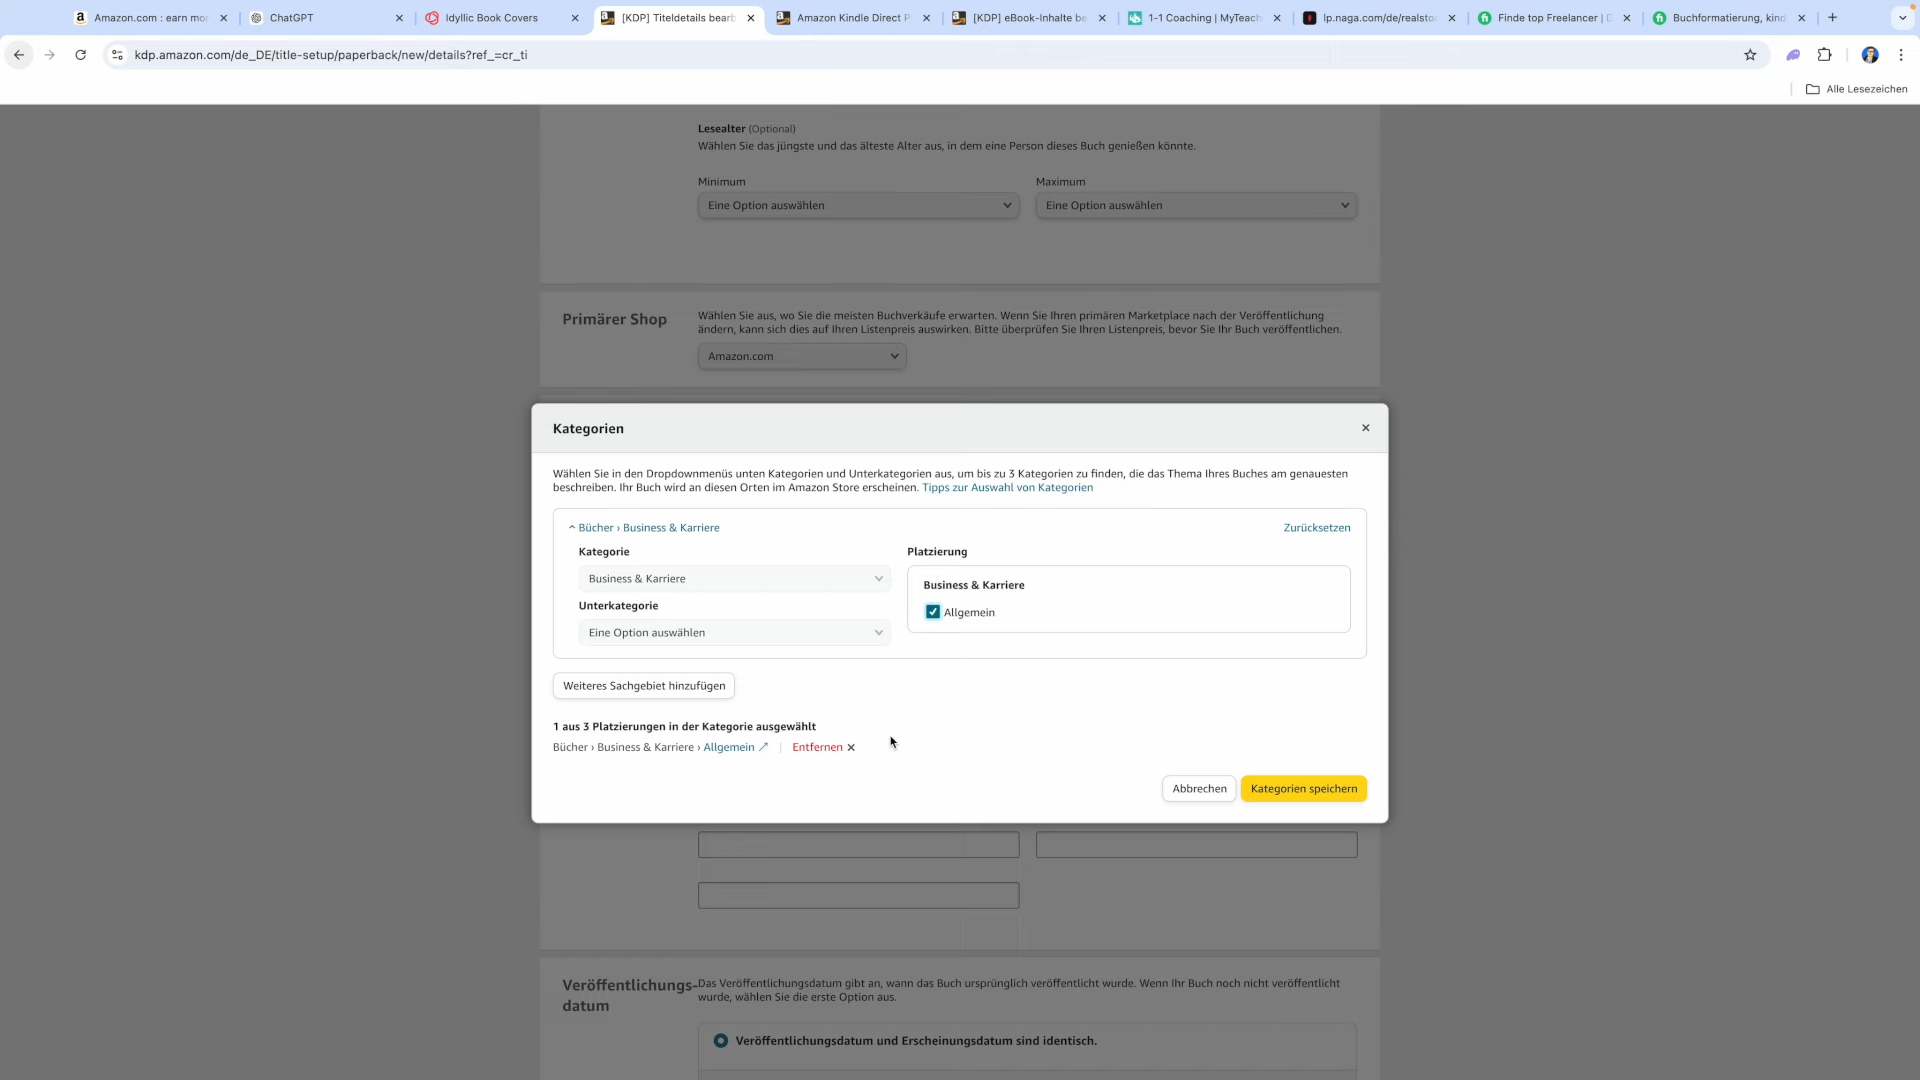 Amazon.com : earn mo
ChatGPT
Idyllic Book Covers
[KDP] Titeldetails bearb
Amazon Kindle Direct P
[KDP] eBook-Inhalte be
1-1 Coaching | MyTeach
lp.naga.com/de/realsto
Finde top Freelancer | D
Buchformatierung, kind
kdp.amazon.com/de_DE/title-setup/paperback/new/details?ref_=cr_ti
Alle Lesezeichen
Lesealter (Optional)
Wählen Sie das jüngste und das älteste Alter aus, in dem eine Person dieses Buch genießen könnte.
Minimum
Maximum
Eine Option auswählen
Eine Option auswählen
Primärer Shop
Wählen Sie aus, wo Sie die meisten Buchverkäufe erwarten. Wenn Sie Ihren primären Marketplace nach der Veröffentlichung
ändern, kann sich dies auf Ihren Listenpreis auswirken. Bitte überprüfen Sie Ihren Listenpreis, bevor Sie Ihr Buch veröffentlichen.
Amazon.com
Kategorien
Wählen Sie in den Dropdownmenüs unten Kategorien und Unterkategorien aus, um bis zu 3 Kategorien zu finden, die das Thema Ihres Buches am genauesten
beschreiben. Ihr Buch wird an diesen Orten im Amazon Store erscheinen. Tipps zur Auswahl von Kategorien
Bücher › Business & Karriere
Zurücksetzen
Kategorie
Platzierung
Business & Karriere
Business & Karriere
Unterkategorie
Allgemein
Eine Option auswählen
Weiteres Sachgebiet hinzufügen
1 aus 3 Platzierungen in der Kategorie ausgewählt
Bücher › Business & Karriere › Allgemein | Entfernen
Abbrechen
Kategorien speichern
Veröffentlichungs-
datum
Das Veröffentlichungsdatum gibt an, wann das Buch ursprünglich veröffentlicht wurde. Wenn Ihr Buch noch nicht veröffentlicht
wurde, wählen Sie die erste Option aus.
Veröffentlichungsdatum und Erscheinungsdatum sind identisch.